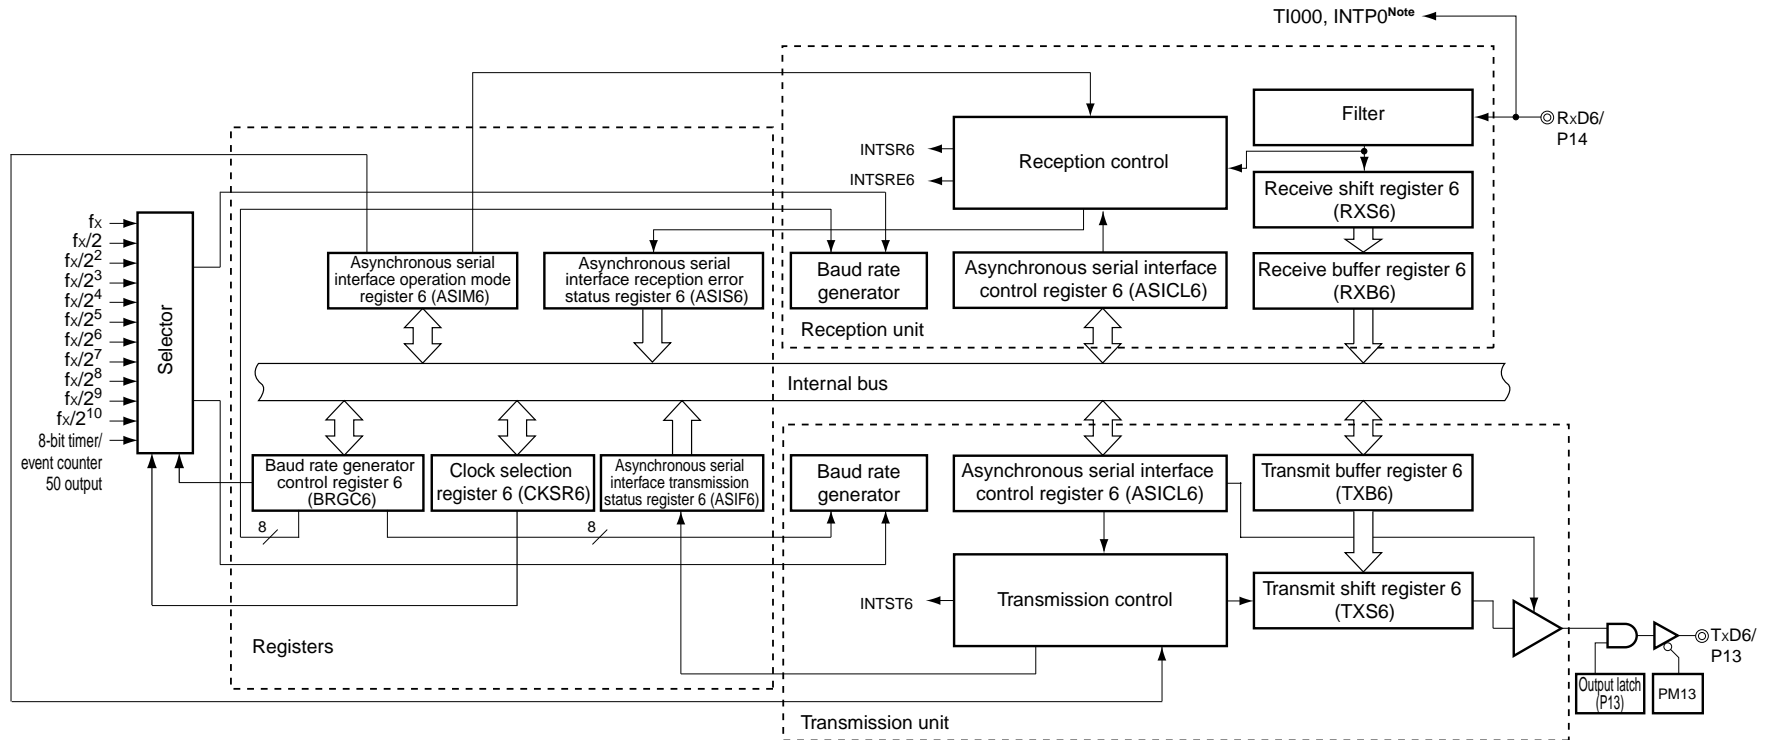 TI000, INTP0Note
Filter
RxD6/
P14
Reception control
INTSR6
INTSRE6
Receive shift register 6
(RXS6)
fX
fX/2
fX/2²
fX/2³
fX/2⁴
fX/2⁵
fX/2⁶
fX/2⁷
fX/2⁸
fX/2⁹
fX/2¹⁰
8-bit timer/
event counter
50 output
Selector
Asynchronous serial
interface operation mode
register 6 (ASIM6)
Asynchronous serial
interface reception error
status register 6 (ASIS6)
Baud rate
generator
Asynchronous serial interface
control register 6 (ASICL6)
Receive buffer register 6
(RXB6)
Reception unit
Internal bus
Baud rate generator
control register 6
(BRGC6)
Clock selection
register 6 (CKSR6)
Asynchronous serial
interface transmission
status register 6 (ASIF6)
Baud rate
generator
Asynchronous serial interface
control register 6 (ASICL6)
Transmit buffer register 6
(TXB6)
8
8
INTST6
Transmission control
Transmit shift register 6
(TXS6)
Registers
TxD6/
P13
Output latch
(P13)
PM13
Transmission unit